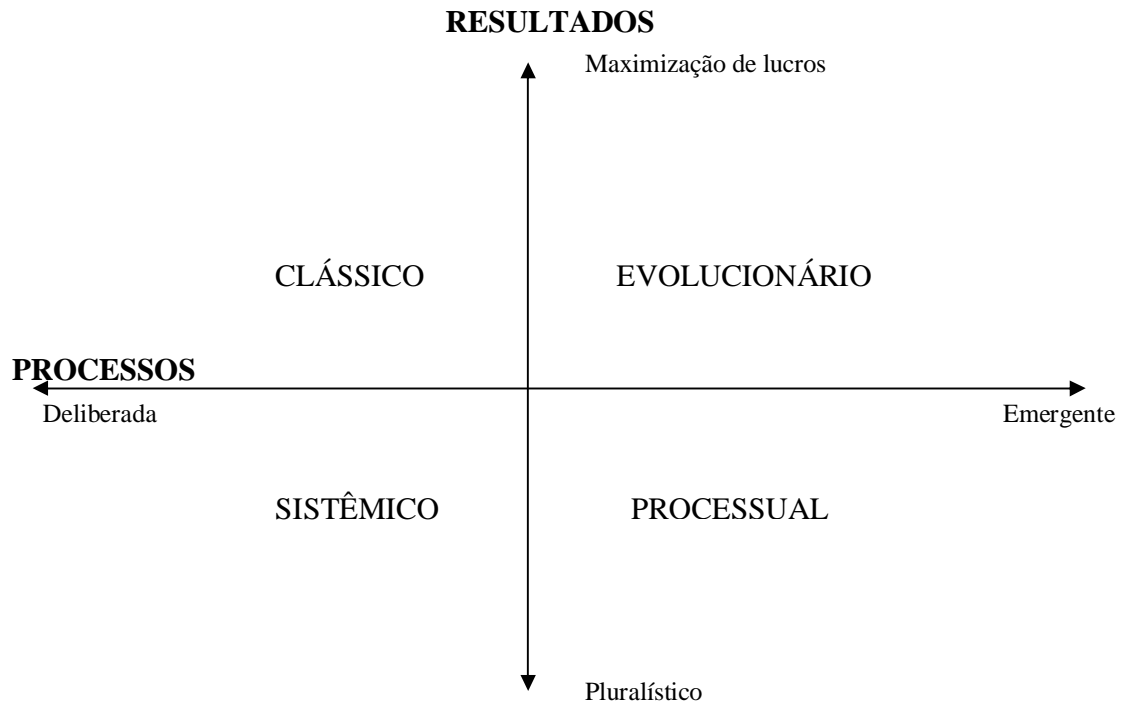 RESULTADOS
Maximização de lucros
CLÁSSICO
EVOLUCIONÁRIO
PROCESSOS
Deliberada
Emergente
SISTÊMICO
PROCESSUAL
Pluralístico